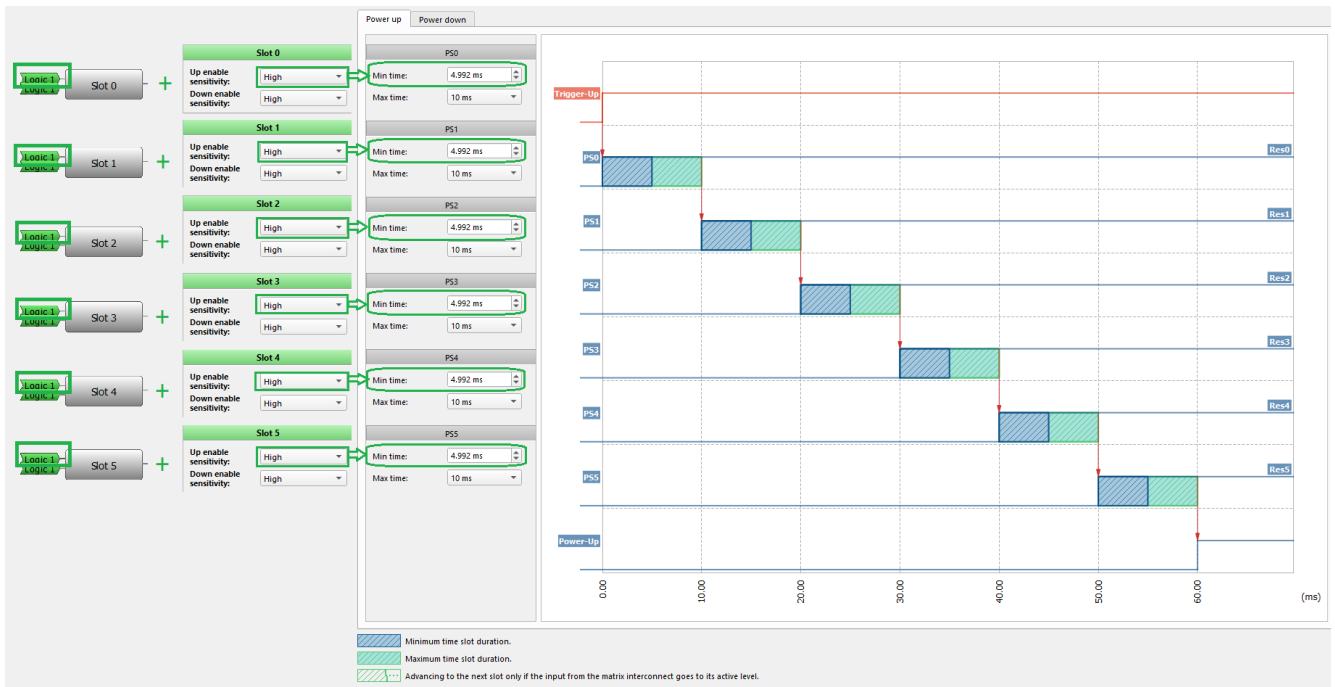 Power up
Power down
Logic 1
Logic 1
Slot 0
+
Slot 0
Up enable
sensitivity:
High
Down enable
sensitivity:
High
PS0
Min time:
4.992 ms
Max time:
10 ms
Logic 1
Logic 1
Slot 1
+
Slot 1
Up enable
sensitivity:
High
Down enable
sensitivity:
High
PS1
Min time:
4.992 ms
Max time:
10 ms
Logic 1
Logic 1
Slot 2
+
Slot 2
Up enable
sensitivity:
High
Down enable
sensitivity:
High
PS2
Min time:
4.992 ms
Max time:
10 ms
Logic 1
Logic 1
Slot 3
+
Slot 3
Up enable
sensitivity:
High
Down enable
sensitivity:
High
PS3
Min time:
4.992 ms
Max time:
10 ms
Logic 1
Logic 1
Slot 4
+
Slot 4
Up enable
sensitivity:
High
Down enable
sensitivity:
High
PS4
Min time:
4.992 ms
Max time:
10 ms
Logic 1
Logic 1
Slot 5
+
Slot 5
Up enable
sensitivity:
High
Down enable
sensitivity:
High
PS5
Min time:
4.992 ms
Max time:
10 ms
Trigger-Up
PS0
Res0
PS1
Res1
PS2
Res2
PS3
Res3
PS4
Res4
PS5
Res5
Power-Up
0.00
10.00
20.00
30.00
40.00
50.00
60.00
(ms)
Minimum time slot duration.
Maximum time slot duration.
Advancing to the next slot only if the input from the matrix interconnect goes to its active level.